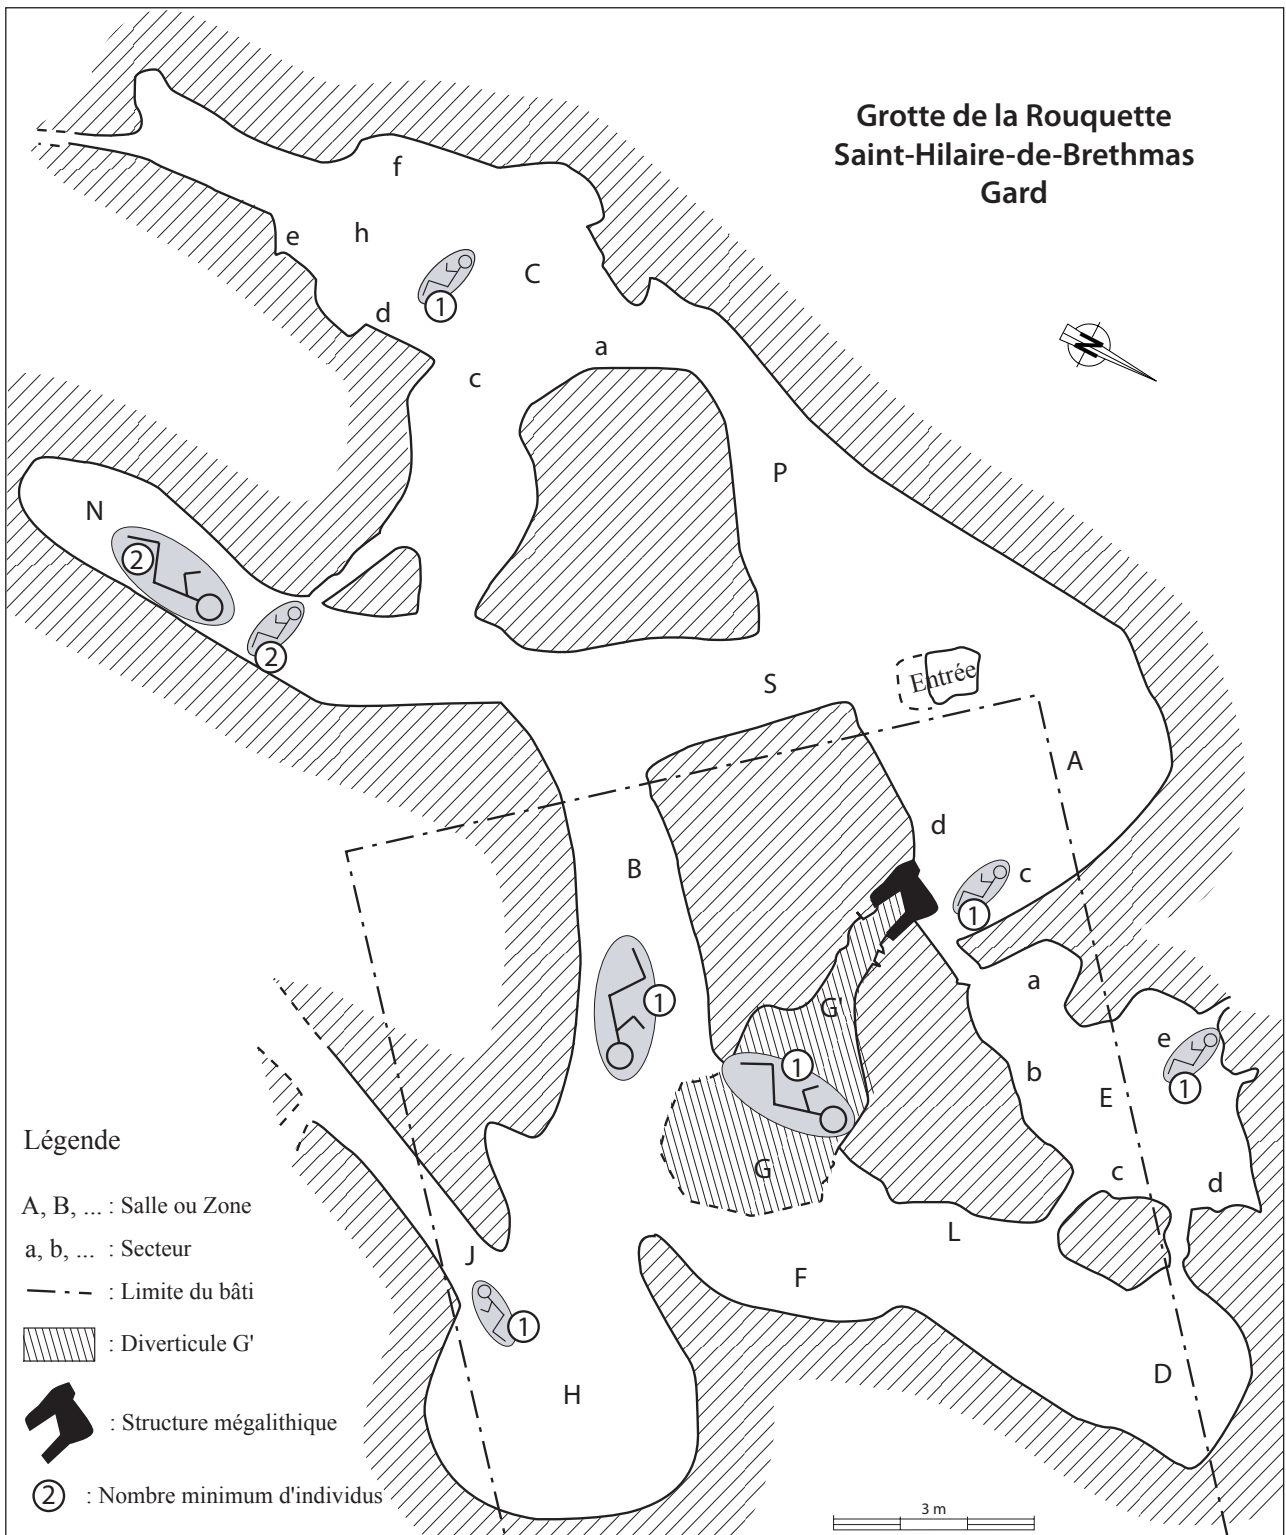 Grotte de la Rouquette
Saint-Hilaire-de-Brethmas
Gard
f
e
h
C
1
d
a
c
N
P
N
2
2
S
Entrée
A
d
B
c
1
a
G'
e
1
b
1
E
1
G
c
d
L
J
F
1
D
H
Légende
A, B, ... : Salle ou Zone
a, b, ... : Secteur
: Limite du bâti
: Diverticule G'
: Structure mégalithique
2 : Nombre minimum d'individus
3 m